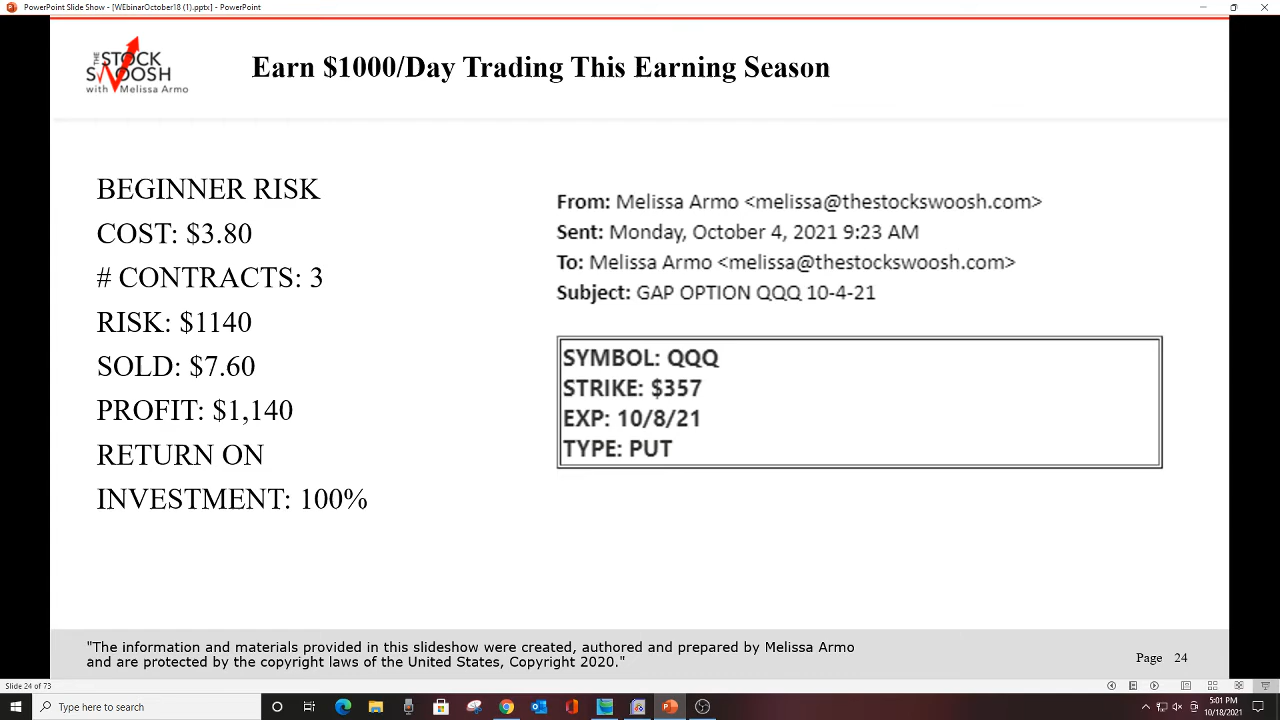 PowerPoint Slide Show - [WEbinarOctober18 (1).pptx] - PowerPoint
THE
STOCK
SWOOSH
with Melissa Armo
Earn $1000/Day Trading This Earning Season
BEGINNER RISK
COST: $3.80
# CONTRACTS: 3
RISK: $1140
SOLD: $7.60
PROFIT: $1,140
RETURN ON
INVESTMENT: 100%
From: Melissa Armo <melissa@thestockswoosh.com>
Sent: Monday, October 4, 2021 9:23 AM
To: Melissa Armo <melissa@thestockswoosh.com>
Subject: GAP OPTION QQQ 10-4-21
SYMBOL: QQQ
STRIKE: $357
EXP: 10/8/21
TYPE: PUT
"The information and materials provided in this slideshow were created, authored and prepared by Melissa Armo
and are protected by the copyright laws of the United States, Copyright 2020."
Page 24
Slide 24 of 73
Type here to search
5:01 PM
10/18/2021